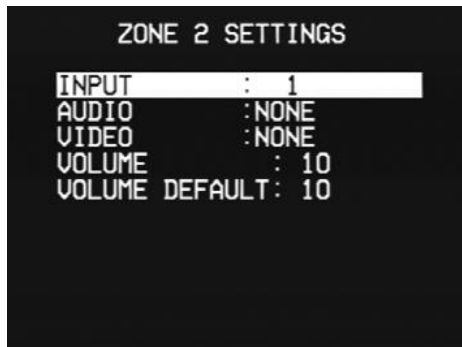 ZONE 2 SETTINGS
INPUT : 1
AUDIO :NONE
VIDEO :NONE
VOLUME : 10
VOLUME DEFAULT: 10